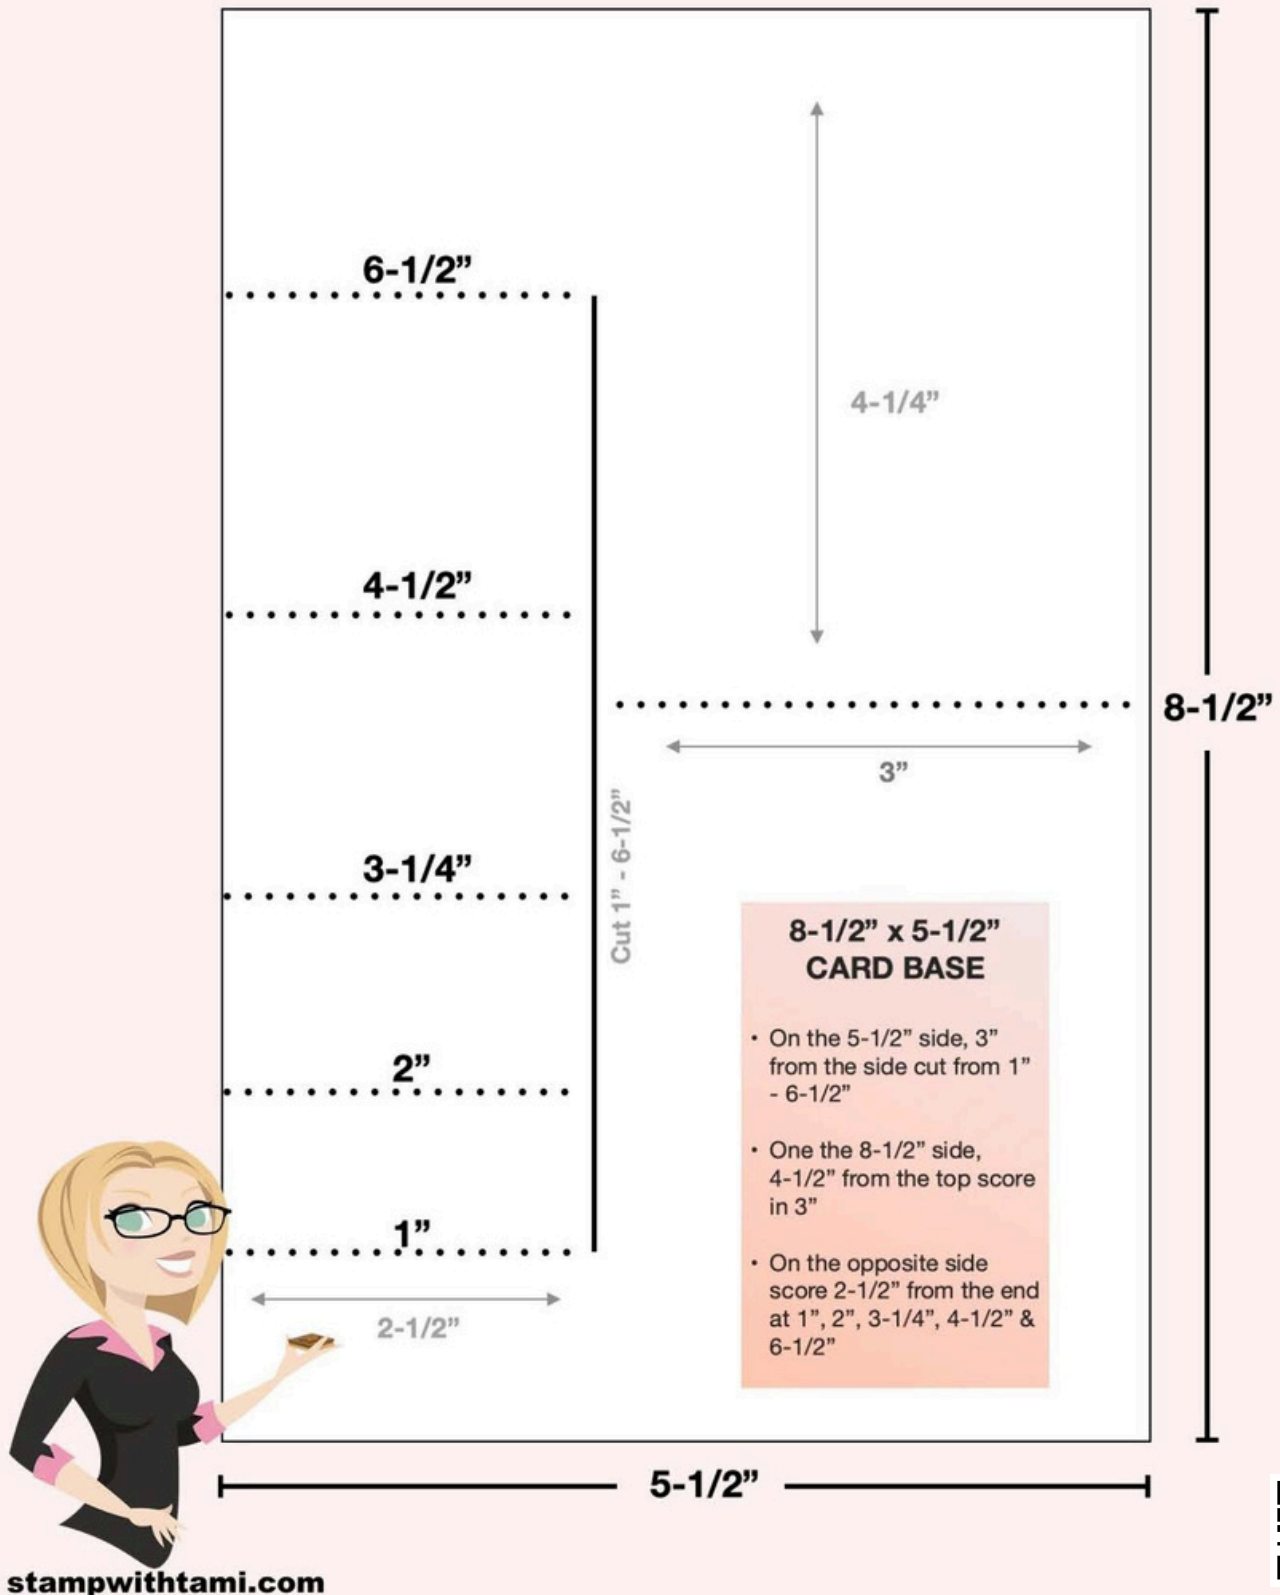 6-1/2”
4-1/4”
4-1/2”
8-1/2”
3”
Cut 1” - 6-1/2”
3-1/4”
8-1/2” x 5-1/2”
CARD BASE
• On the 5-1/2” side, 3”
from the side cut from 1”
- 6-1/2”
2”
• One the 8-1/2” side,
4-1/2” from the top score
in 3”
1”
• On the opposite side
score 2-1/2” from the end
at 1”, 2”, 3-1/4”, 4-1/2” &
6-1/2”
2-1/2”
5-1/2”
stampwithtami.com